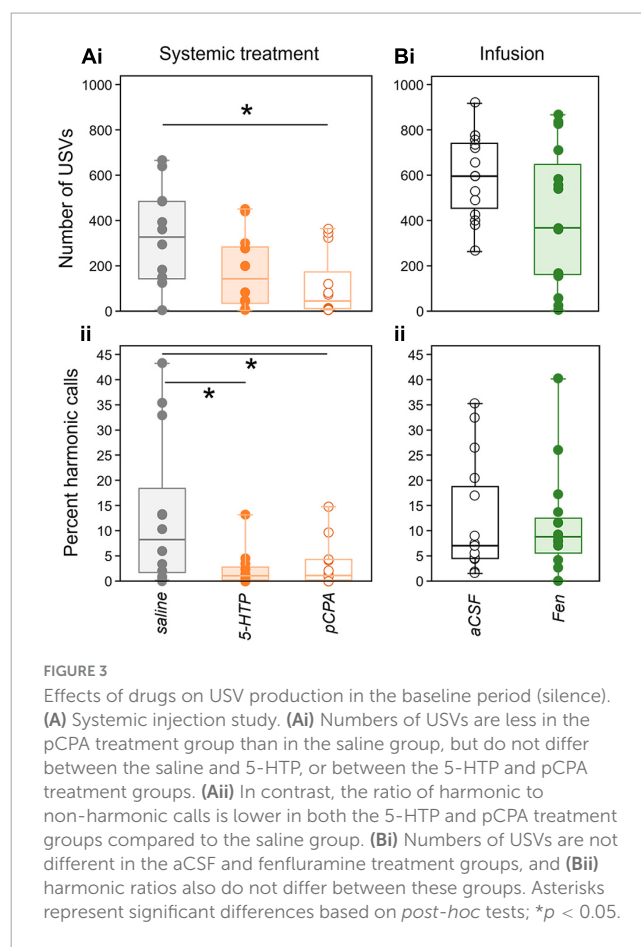 Ai Systemic treatment Bi Infusion
1000 1000
* 
800 800
600 600
400 400
200 200
0 0
Number of USVs
ii ii
45 * 45
40 40
35 * 35
30 30
25 25
20 20
15 15
10 10
5 5
0 0
Percent harmonic calls
saline 5-HTP pCPA aCSF Fen
FIGURE 3
Effects of drugs on USV production in the baseline period (silence).
(A) Systemic injection study. (Ai) Numbers of USVs are less in the
pCPA treatment group than in the saline group, but do not differ
between the saline and 5-HTP, or between the 5-HTP and pCPA
treatment groups. (Aii) In contrast, the ratio of harmonic to
non-harmonic calls is lower in both the 5-HTP and pCPA treatment
groups compared to the saline group. (Bi) Numbers of USVs are not
different in the aCSF and fenfluramine treatment groups, and (Bii)
harmonic ratios also do not differ between these groups. Asterisks
represent significant differences based on post-hoc tests; *p < 0.05.